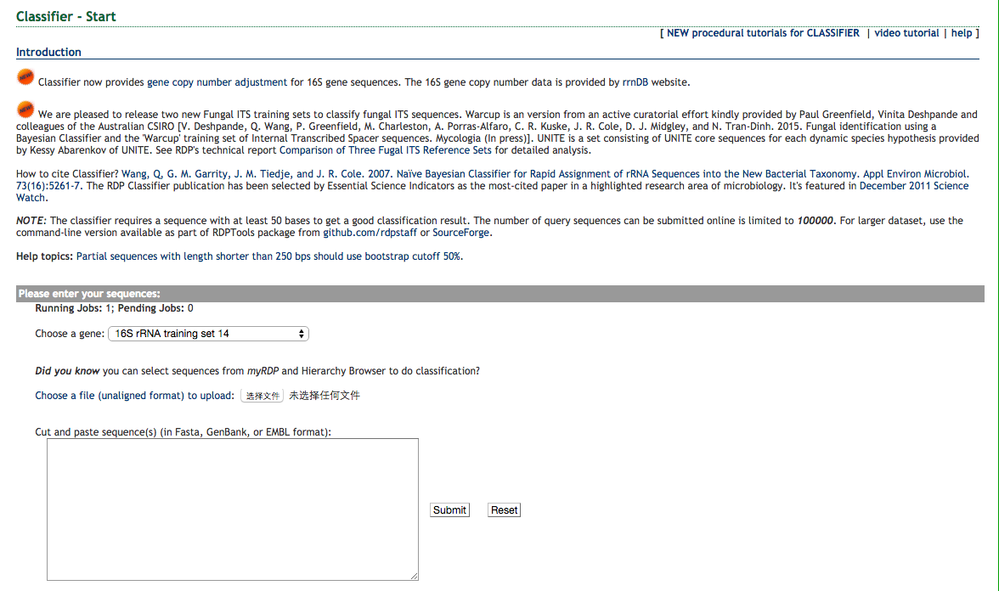 Classifier - Start
[ NEW procedural tutorials for CLASSIFIER | video tutorial | help ]
Introduction
NEW! Classifier now provides gene copy number adjustment for 16S gene sequences. The 16S gene copy number data is provided by rrnDB website.
NEW! We are pleased to release two new Fungal ITS training sets to classify fungal ITS sequences. Warcup is an version from an active curatorial effort kindly provided by Paul Greenfield, Vinita Deshpande and
colleagues of the Australian CSIRO [V. Deshpande, Q. Wang, P. Greenfield, M. Charleston, A. Porras-Alfaro, C. R. Kuske, J. R. Cole, D. J. Midgley, and N. Tran-Dinh. 2015. Fungal identification using a
Bayesian Classifier and the 'Warcup' training set of Internal Transcribed Spacer sequences. Mycologia (In press)]. UNITE is a set consisting of UNITE core sequences for each dynamic species hypothesis provided
by Kessy Abarenkov of UNITE. See RDP's technical report Comparison of Three Fugal ITS Reference Sets for detailed analysis.
How to cite Classifier? Wang, Q, G. M. Garrity, J. M. Tiedje, and J. R. Cole. 2007. Naïve Bayesian Classifier for Rapid Assignment of rRNA Sequences into the New Bacterial Taxonomy. Appl Environ Microbiol.
73(16):5261-7. The RDP Classifier publication has been selected by Essential Science Indicators as the most-cited paper in a highlighted research area of microbiology. It's featured in December 2011 Science
Watch.
NOTE: The classifier requires a sequence with at least 50 bases to get a good classification result. The number of query sequences can be submitted online is limited to 100000. For larger dataset, use the
command-line version available as part of RDPTools package from github.com/rdpstaff or SourceForge.
Help topics: Partial sequences with length shorter than 250 bps should use bootstrap cutoff 50%.
Please enter your sequences:
Running Jobs: 1; Pending Jobs: 0
Choose a gene: 16S rRNA training set 14
Did you know you can select sequences from myRDP and Hierarchy Browser to do classification?
Choose a file (unaligned format) to upload: 选择文件 未选择任何文件
Cut and paste sequence(s) (in Fasta, GenBank, or EMBL format):
Submit Reset